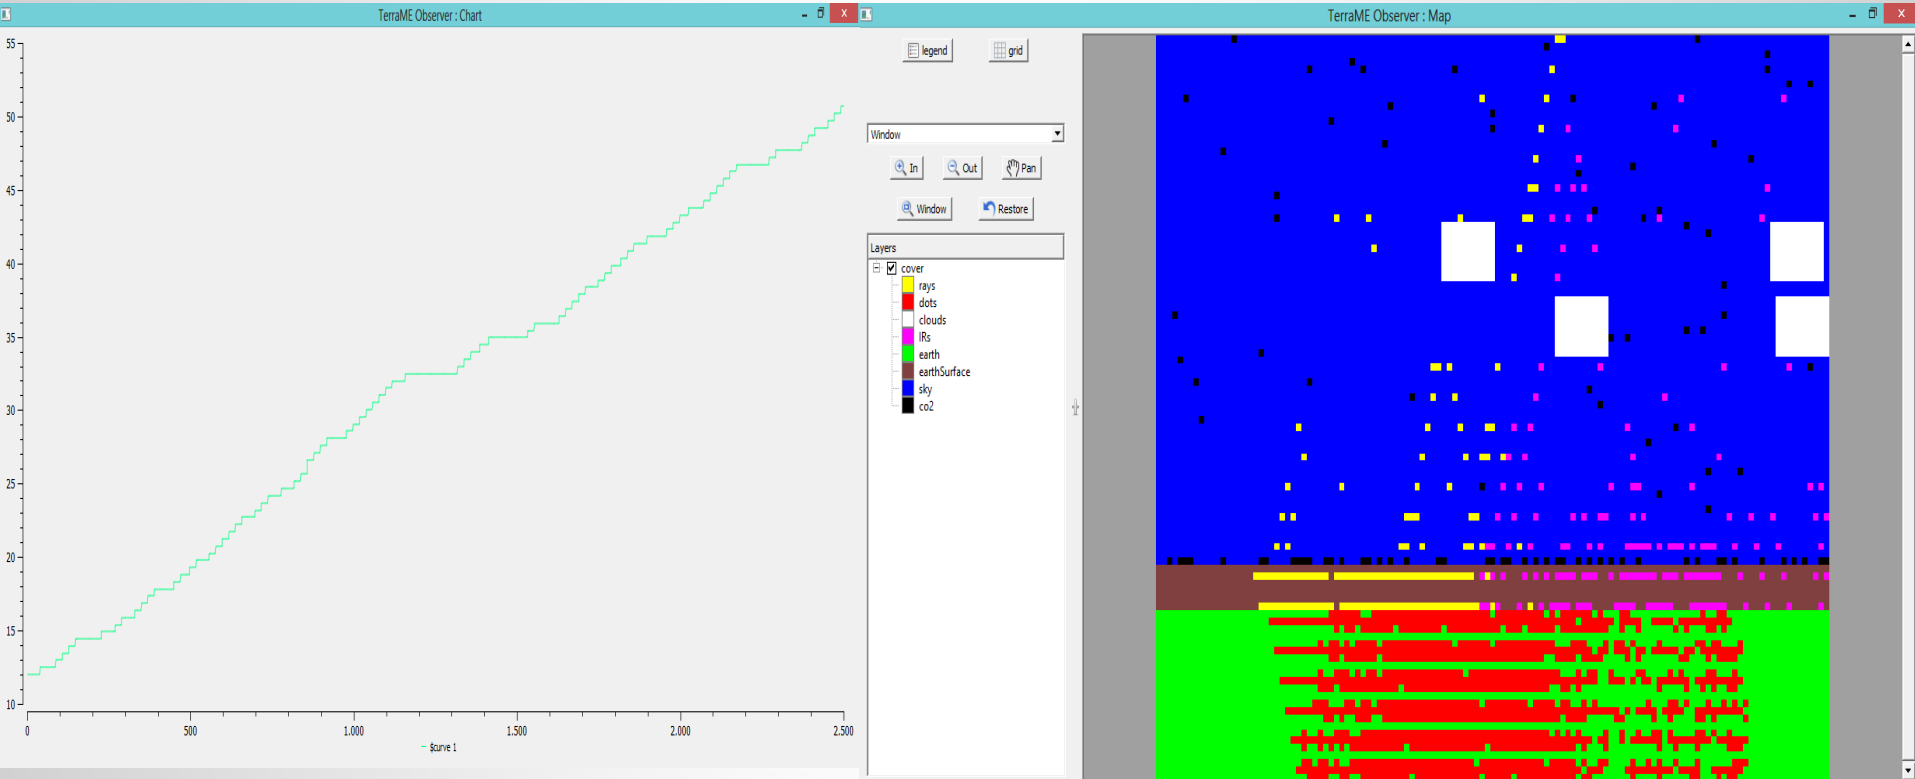 TerraME Observer : Chart
55
50
45
40
35
30
25
20
15
10
0
500
1.000
1.500
2.000
2.500
$curve 1
TerraME Observer : Map
legend
grid
Window
In
Out
Pan
Window
Restore
Layers
cover
rays
dots
clouds
IRs
earth
earthSurface
sky
co2